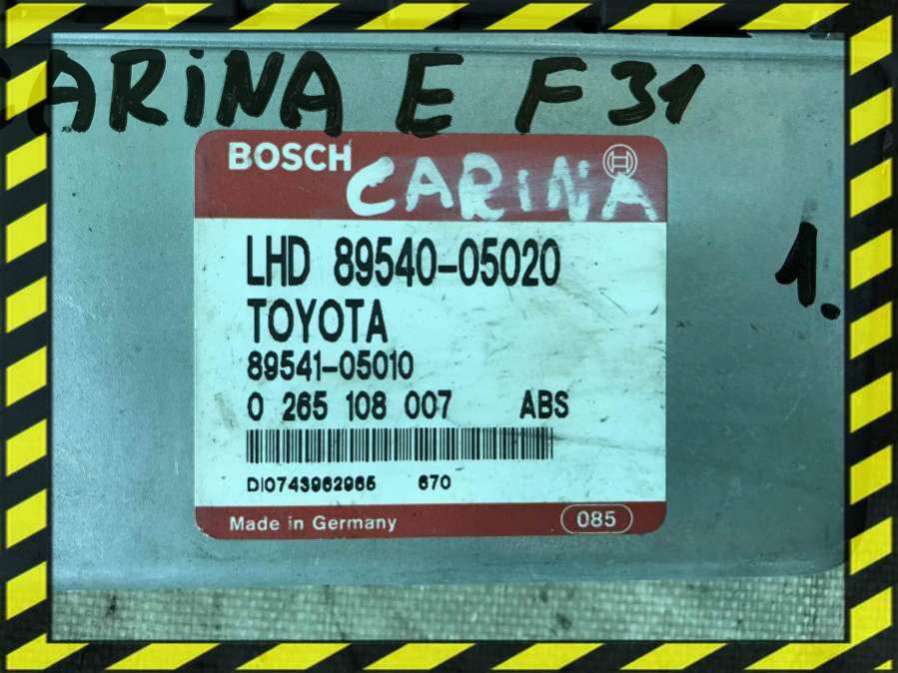 CARINA E F31
BOSCH
CARINA
1.
LHD 89540-05020
TOYOTA
89541-05010
0 265 108 007 ABS
DI0743962965 670
Made in Germany 085